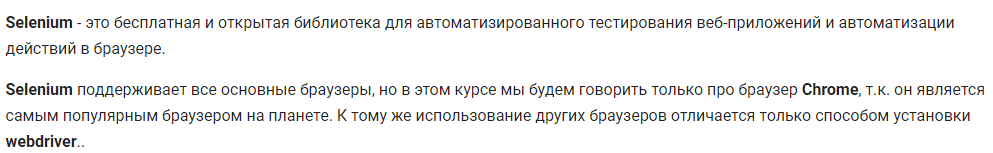 Selenium - это бесплатная и открытая библиотека для автоматизированного тестирования веб-приложений и автоматизации
действий в браузере.
Selenium поддерживает все основные браузеры, но в этом курсе мы будем говорить только про браузер Chrome, т.к. он является
самым популярным браузером на планете. К тому же использование других браузеров отличается только способом установки
webdriver..